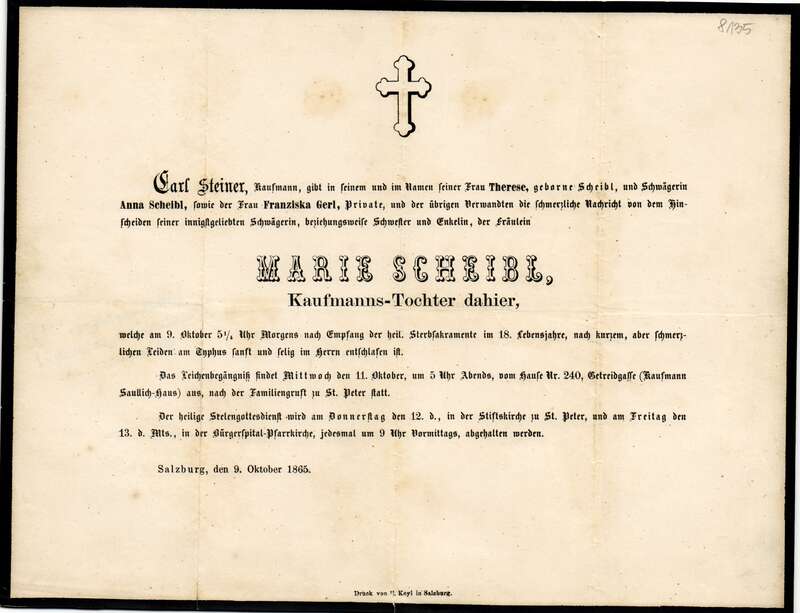 8135
Carl Steiner, Kaufmann, gibt in seinem und im Namen seiner Frau Therese, geborne Scheibl, und Schwägerin
Anna Scheibl, sowie der Frau Franziska Gerl, Private, und der übrigen Verwandten die schmerzliche Nachricht von dem Hin-
scheiden seiner innigstgeliebten Schwägerin, beziehungsweise Schwester und Enkelin, der Fräulein
MARIE SCHEIBL,
Kaufmanns-Tochter dahier,
welche am 9. Oktober 5¼ Uhr Morgens nach Empfang der heil. Sterbsakramente im 18. Lebensjahre, nach kurzem, aber schmerz-
lichen Leiden am Typhus sanft und selig im Herrn entschlafen ist.
Das Leichenbegängniß findet Mittwoch den 11. Oktober, um 5 Uhr Abends, vom Hause Nr. 240, Getreidgasse (Kaufmann
Saullich-Haus) aus, nach der Familiengruft zu St. Peter statt.
Der heilige Seelengottesdienst wird am Donnerstag den 12. d., in der Stiftskirche zu St. Peter, und am Freitag den
13. d. Mts., in der Bürgerspital-Pfarrkirche, jedesmal um 9 Uhr Vormittags, abgehalten werden.
Salzburg, den 9. Oktober 1865.
Druck von Keyl in Salzburg.